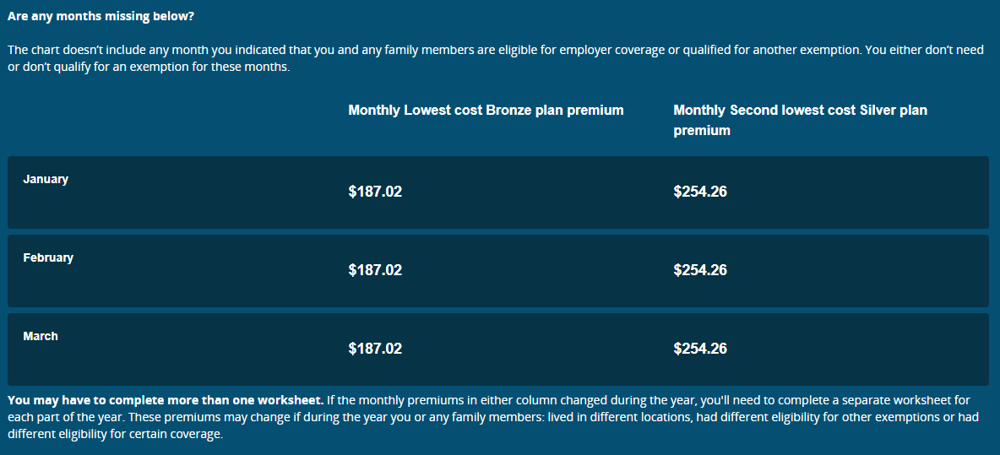 Are any months missing below?
The chart doesn’t include any month you indicated that you and any family members are eligible for employer coverage or qualified for another exemption. You either don’t need
or don’t qualify for an exemption for these months.
Monthly Lowest cost Bronze plan premium
Monthly Second lowest cost Silver plan
premium
January
$187.02
$254.26
February
$187.02
$254.26
March
$187.02
$254.26
You may have to complete more than one worksheet. If the monthly premiums in either column changed during the year, you'll need to complete a separate worksheet for
each part of the year. These premiums may change if during the year you or any family members: lived in different locations, had different eligibility for other exemptions or had
different eligibility for certain coverage.